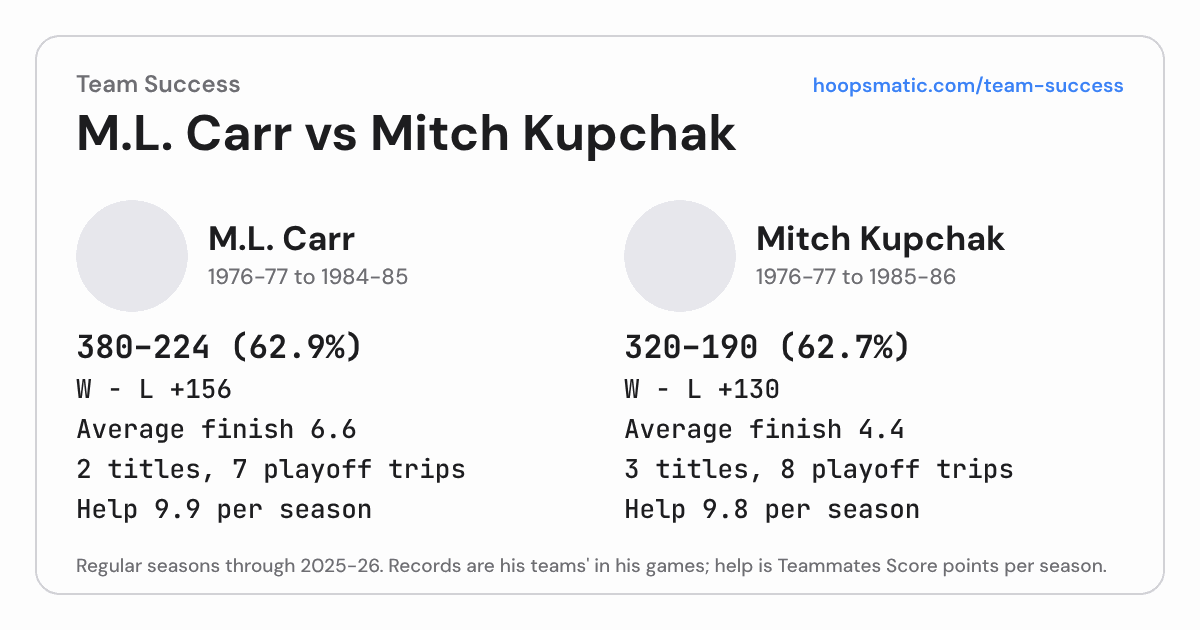 Team Success
hoopsmatic.com/team-success
M.L. Carr vs Mitch Kupchak
M.L. Carr
1976-77 to 1984-85
380-224 (62.9%)
W - L +156
Average finish 6.6
2 titles, 7 playoff trips
Help 9.9 per season
Mitch Kupchak
1976-77 to 1985-86
320-190 (62.7%)
W - L +130
Average finish 4.4
3 titles, 8 playoff trips
Help 9.8 per season
Regular seasons through 2025-26. Records are his teams' in his games; help is Teammates Score points per season.